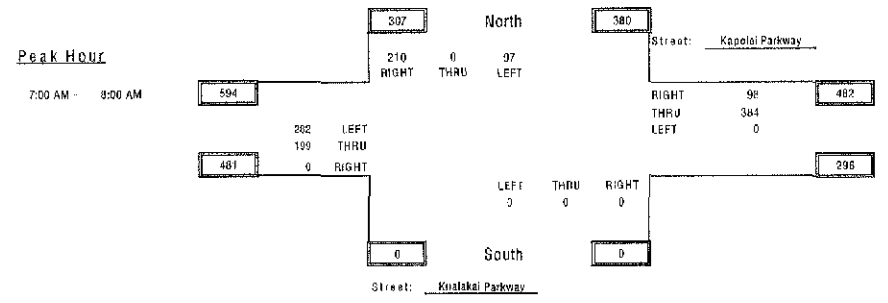 307 North 380
Street: Kapolei Parkway
Peak Hour
210 0 97
RIGHT THRU LEFT
7:00 AM - 8:00 AM
594 RIGHT 98 482
THRU 384
282 LEFT LEFT 0
199 THRU
481 0 RIGHT 296
LEFT THRU RIGHT
0 0 0
0 South 0
Street: Kualakai Parkway